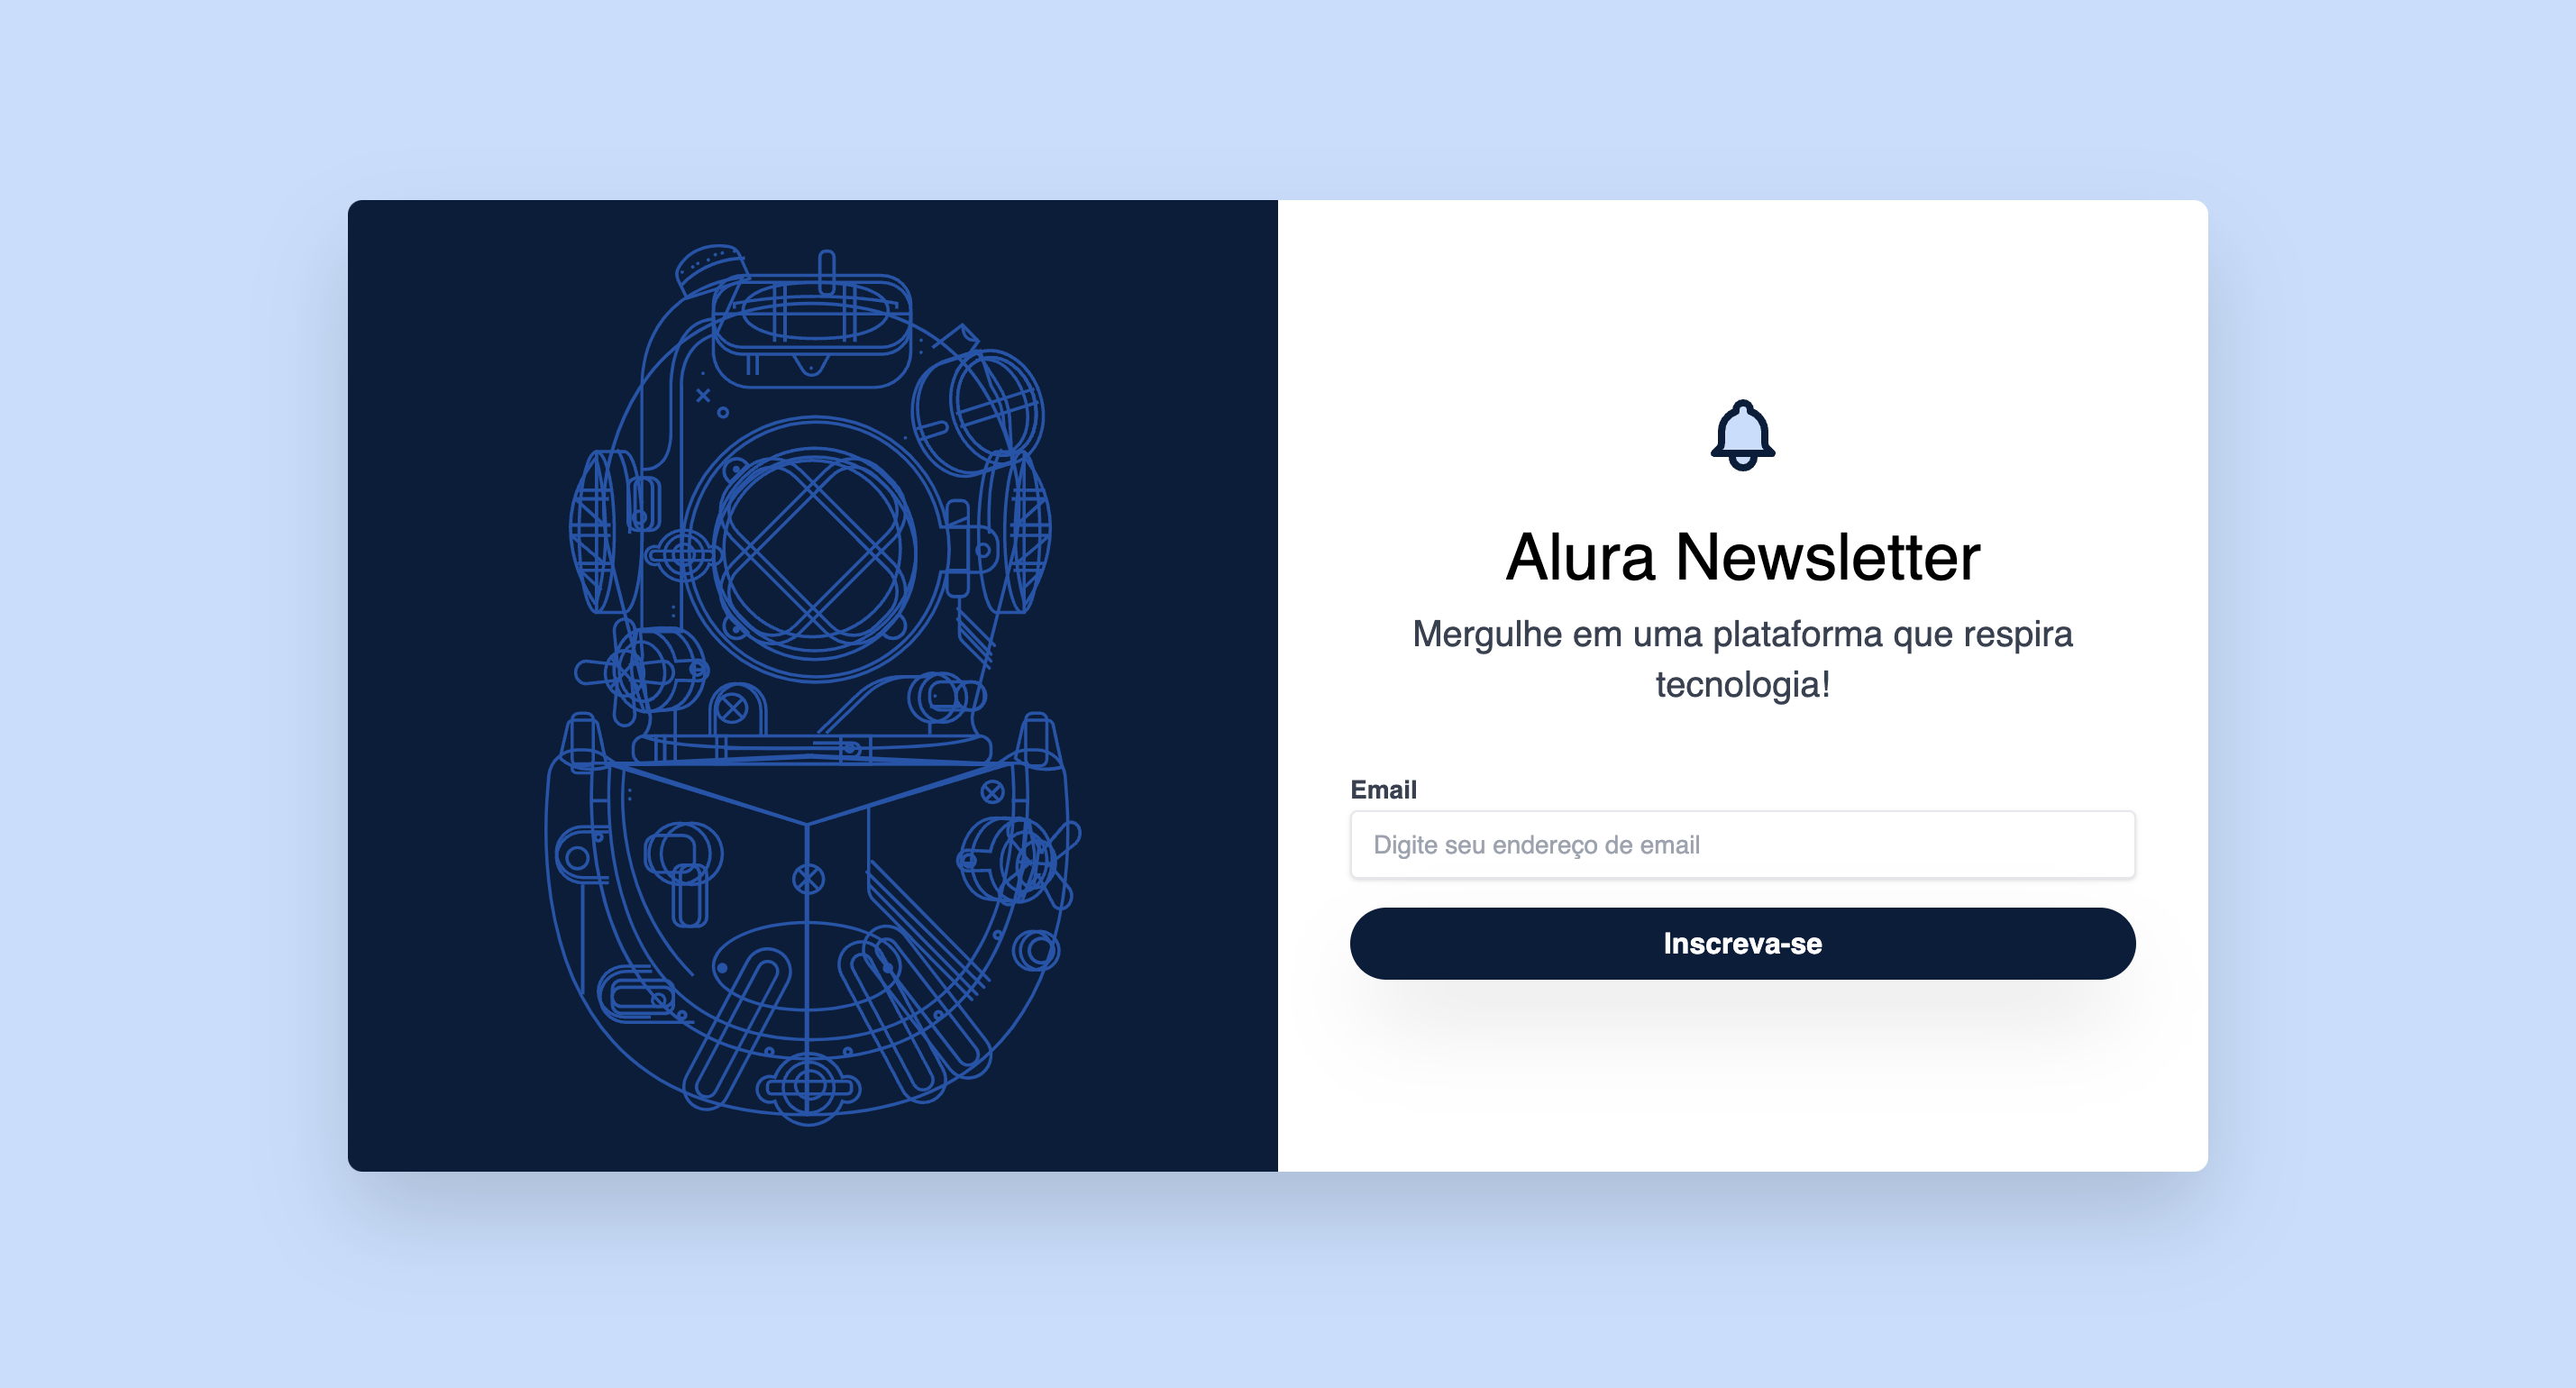 Alura Newsletter
Mergulhe em uma plataforma que respira
tecnologia!
Email
Digite seu endereço de email
Inscreva-se